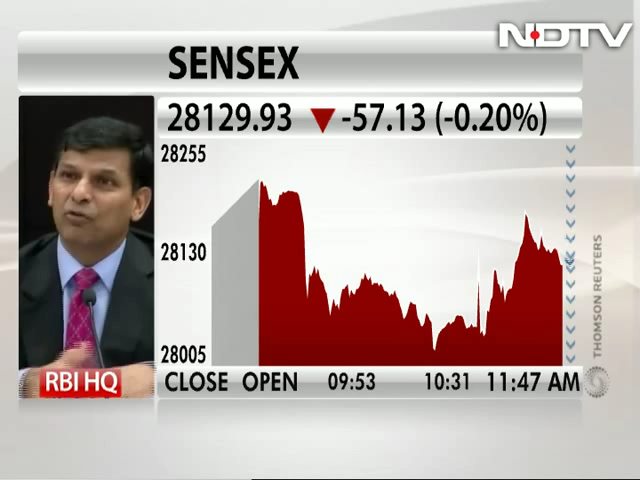 NDTV
SENSEX
28129.93 ▼ -57.13 (-0.20%)
28255
28130
28005
CLOSE OPEN 09:53 10:31 11:47 AM
RBI HQ
THOMSON REUTERS